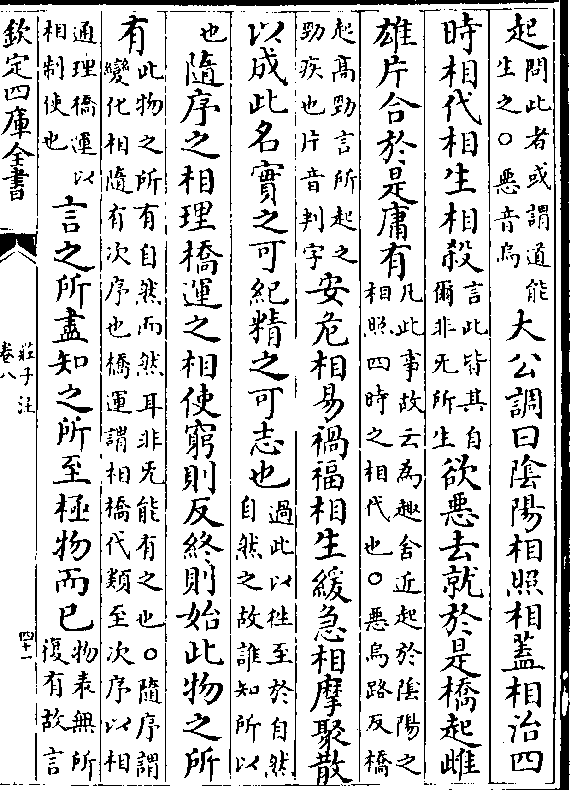 起問此者或謂道能生之〇惡音烏大公調曰陰陽相照相蓋相治四
時相代相生相殺言此皆其自爾非无所生欲惡去就於是橋起雌
雄片合於是庸有凡此事故云為趣舍近起於陰陽之相照四時之相代也〇惡烏路反橋
起髙勁言所起之勁疾也片音判字安危相易禍福相生緩急相摩聚散
以成此名實之可紀精之可志也過此以徃至於自然自然之故誰知所以
也隨序之相理橋運之相使窮則反終則始此物之所
有此物之所有自然而然耳非无能有之也〇隨序謂變化相隨有次序也橋運謂相橋代頪至次序以相
通理橋運以相制使也言之所盡知之所至極物而已物表無所復有故言
欽定四庫全書
莊子注
卷八
四十一